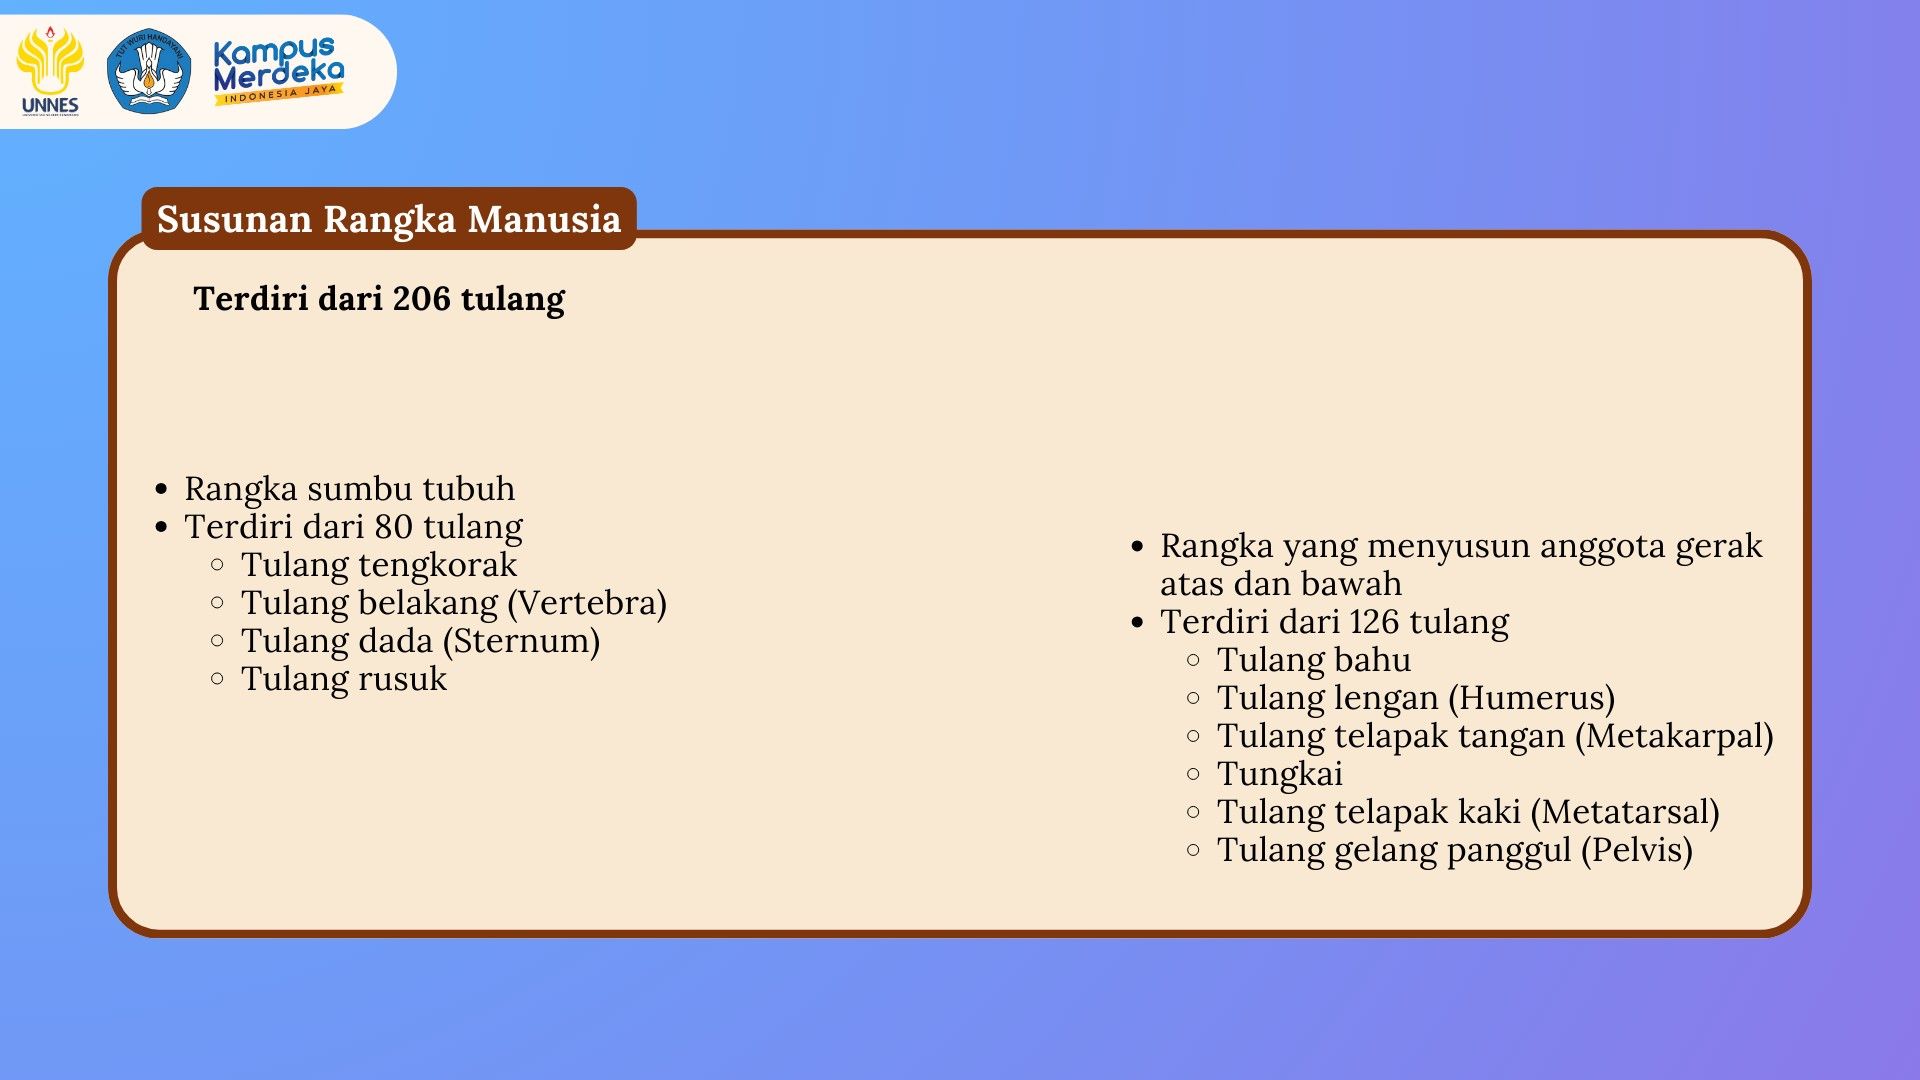 UNNES
TUT WURI HANDAYANI
Kampus
Merdeka
INDONESIA JAYA
Susunan Rangka Manusia
Terdiri dari 206 tulang
• Rangka sumbu tubuh
• Terdiri dari 80 tulang
○ Tulang tengkorak
○ Tulang belakang (Vertebra)
○ Tulang dada (Sternum)
○ Tulang rusuk
• Rangka yang menyusun anggota gerak
atas dan bawah
• Terdiri dari 126 tulang
○ Tulang bahu
○ Tulang lengan (Humerus)
○ Tulang telapak tangan (Metakarpal)
○ Tungkai
○ Tulang telapak kaki (Metatarsal)
○ Tulang gelang panggul (Pelvis)